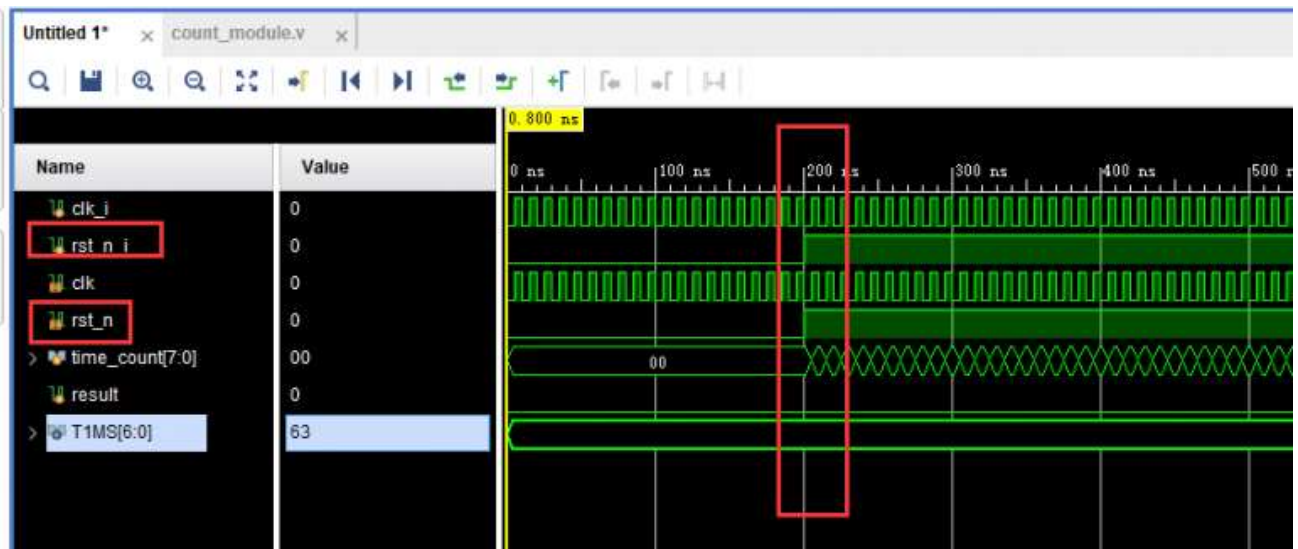 Untitled 1* × count_module.v ×
0.800 ns
Name Value
0 ns 100 ns 200 ns 300 ns 400 ns 500 n
clk_i 0
rst_n_i 0
clk 0
rst_n 0
time_count[7:0] 00 00
result 0
T1MS[6:0] 63